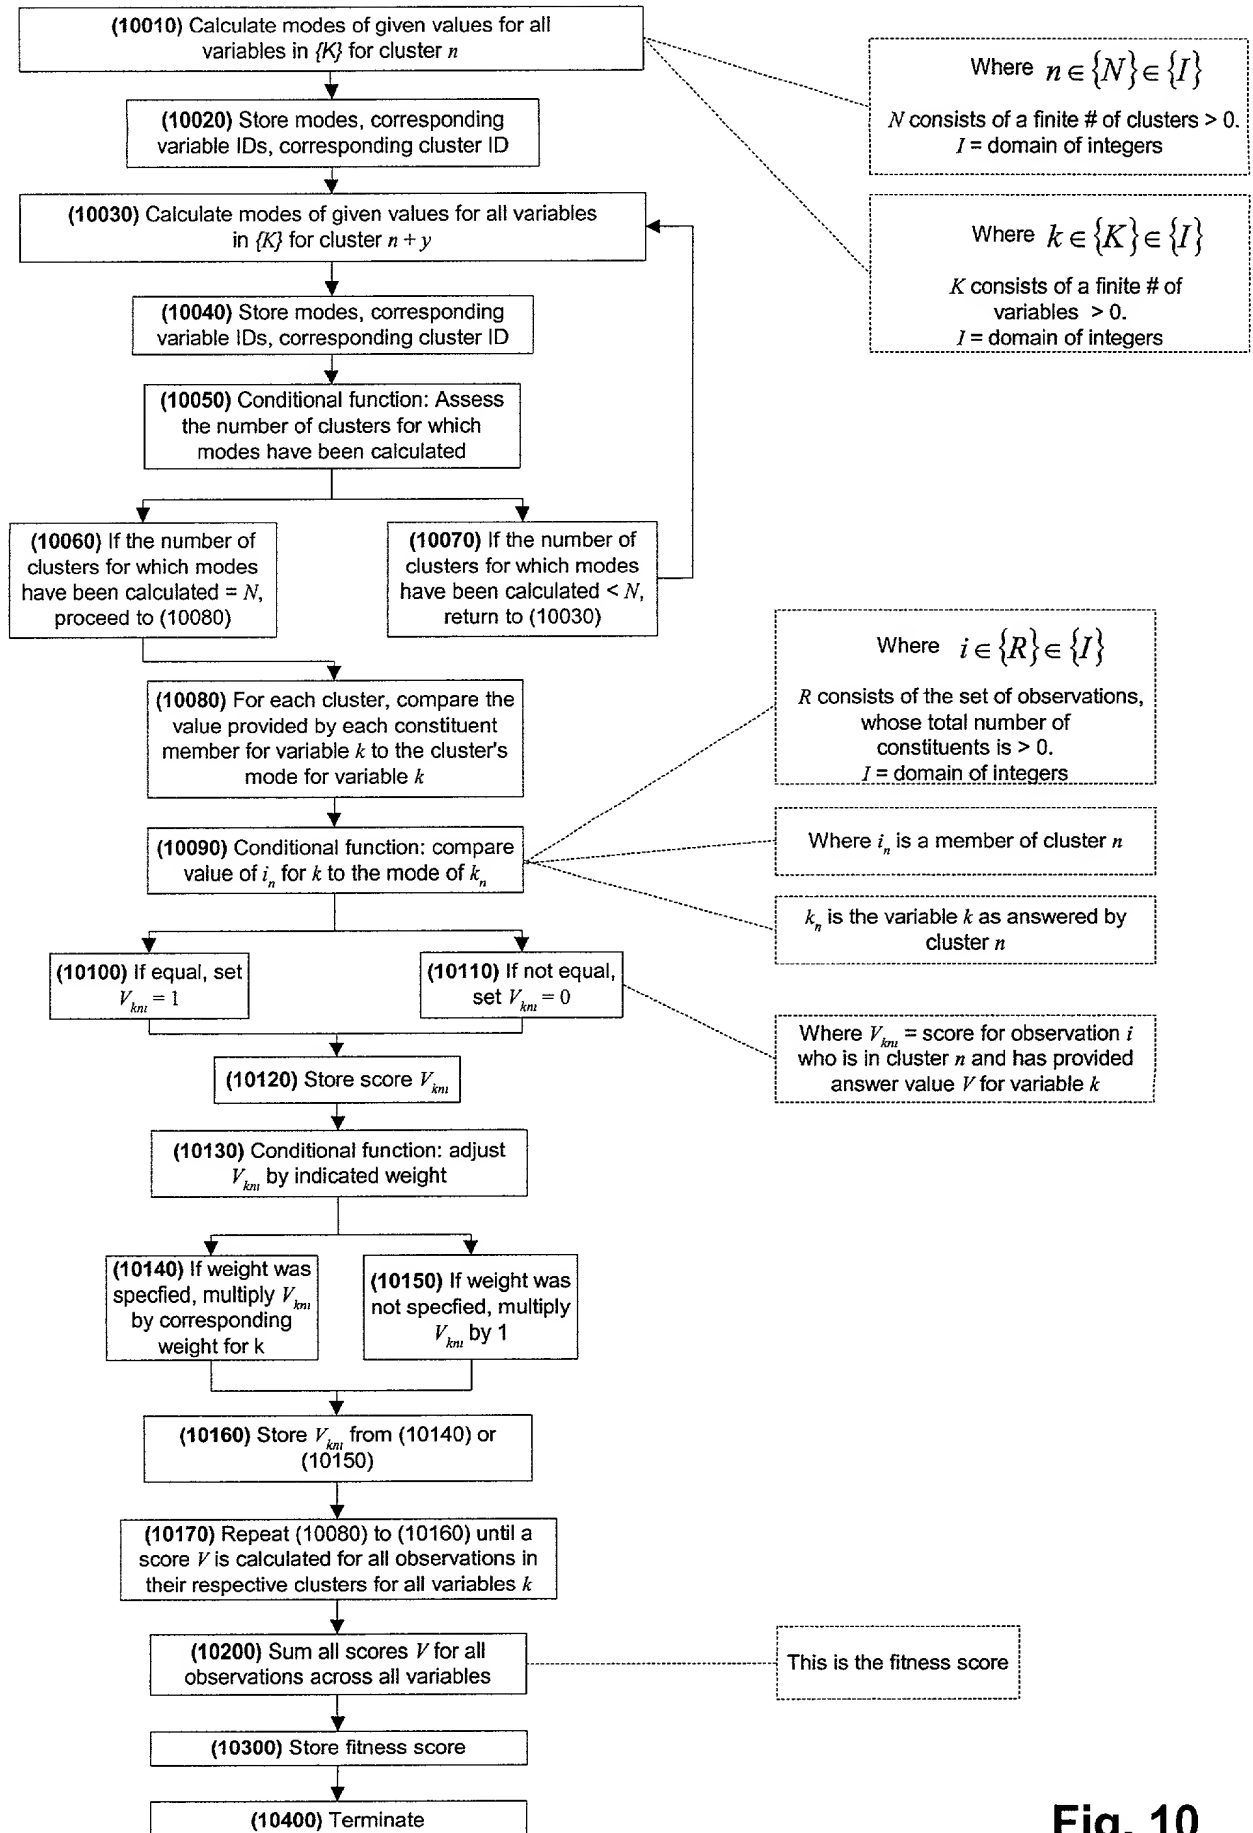 (10010) Calculate modes of given values for all
variables in {K} for cluster n
Where n ∈ {N} ∈ {I}
N consists of a finite # of clusters > 0.
I = domain of integers
(10020) Store modes, corresponding
variable IDs, corresponding cluster ID
(10030) Calculate modes of given values for all variables
in {K} for cluster n + y
Where k ∈ {K} ∈ {I}
K consists of a finite # of
variables > 0.
I = domain of integers
(10040) Store modes, corresponding
variable IDs, corresponding cluster ID
(10050) Conditional function: Assess
the number of clusters for which
modes have been calculated
(10060) If the number of
clusters for which modes
have been calculated = N,
proceed to (10080)
(10070) If the number of
clusters for which modes
have been calculated < N,
return to (10030)
Where i ∈ {R} ∈ {I}
R consists of the set of observations,
whose total number of
constituents is > 0.
I = domain of integers
(10080) For each cluster, compare the
value provided by each constituent
member for variable k to the cluster's
mode for variable k
(10090) Conditional function: compare
value of i_n for k to the mode of k_n
Where i_n is a member of cluster n
k_n is the variable k as answered by
cluster n
(10100) If equal, set
V_kni = 1
(10110) If not equal,
set V_kni = 0
Where V_kni = score for observation i
who is in cluster n and has provided
answer value V for variable k
(10120) Store score V_kni
(10130) Conditional function: adjust
V_kni by indicated weight
(10140) If weight was
specfied, multiply V_kni
by corresponding
weight for k
(10150) If weight was
not specfied, multiply
V_kni by 1
(10160) Store V_kni from (10140) or
(10150)
(10170) Repeat (10080) to (10160) until a
score V is calculated for all observations in
their respective clusters for all variables k
(10200) Sum all scores V for all
observations across all variables
This is the fitness score
(10300) Store fitness score
(10400) Terminate
Fig. 10